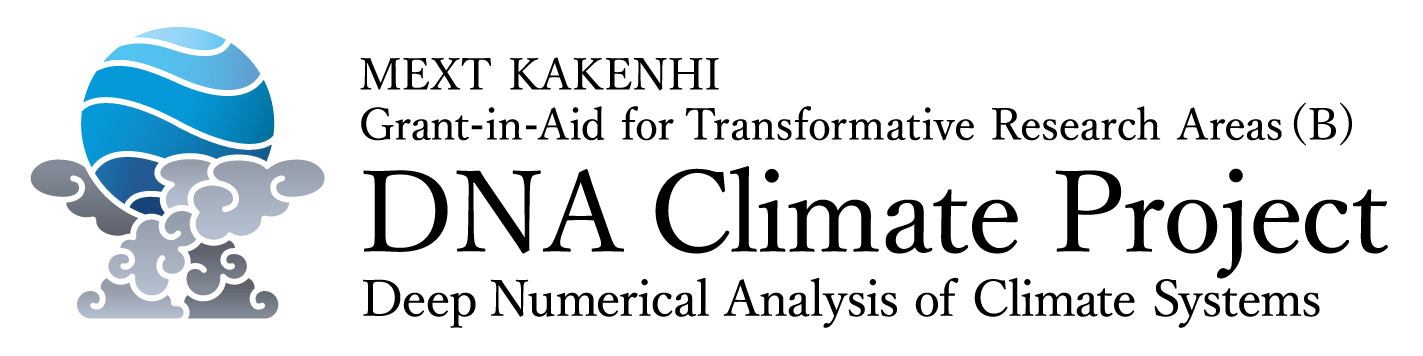 MEXT KAKENHI
Grant-in-Aid for Transformative Research Areas (B)
DNA Climate Project
Deep Numerical Analysis of Climate Systems